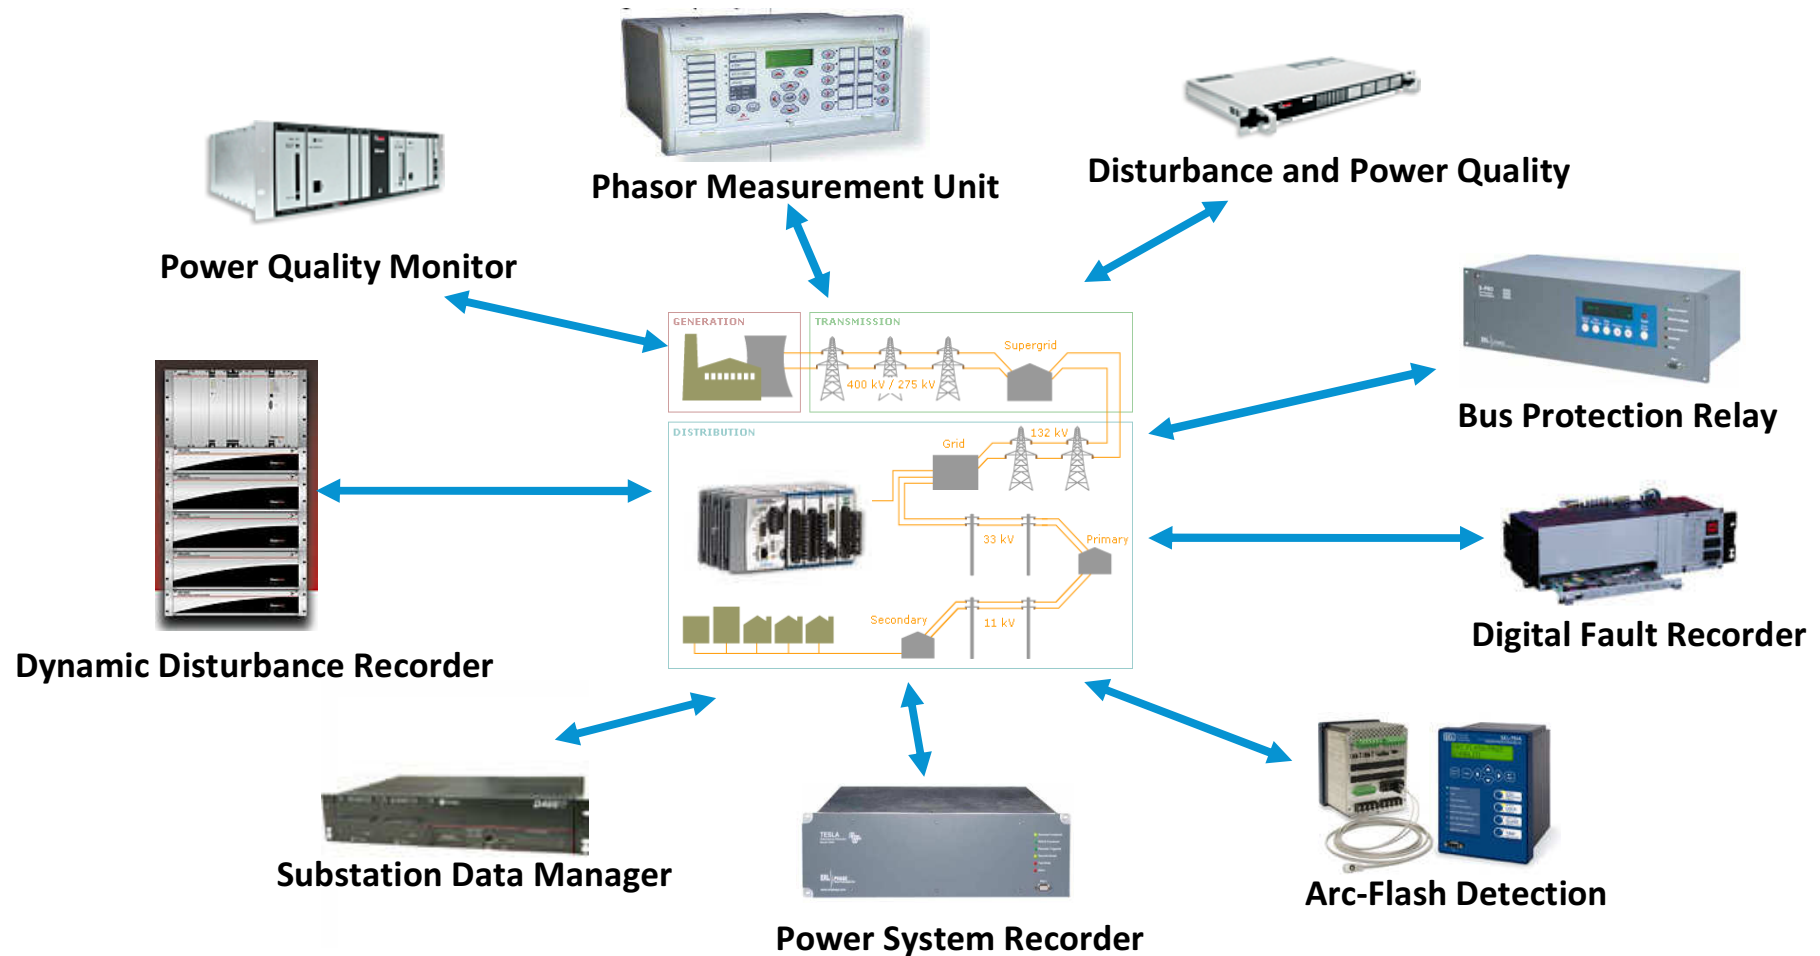 Phasor Measurement Unit
Disturbance and Power Quality
Power Quality Monitor
GENERATION
TRANSMISSION
Supergrid
400 kV / 275 kV
Bus Protection Relay
DISTRIBUTION
Grid
132 kV
33 kV
Primary
Secondary
11 kV
Digital Fault Recorder
Dynamic Disturbance Recorder
TESLA
Substation Data Manager
Arc-Flash Detection
Power System Recorder